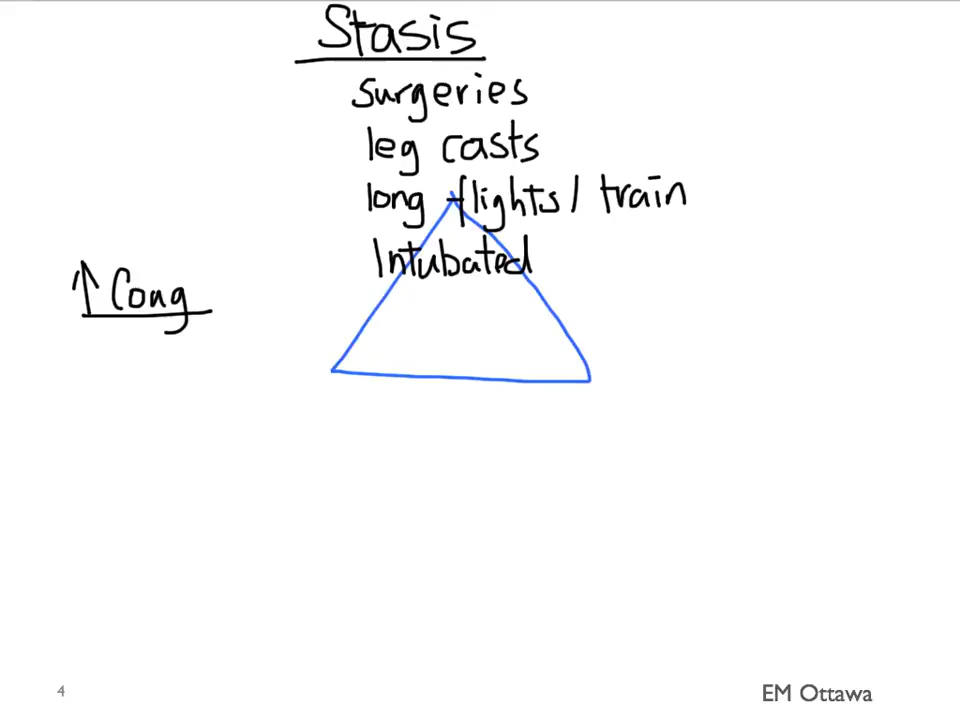 Stasis
surgeries
leg casts
long flights / train
Intubated
↑ Coag
4
EM Ottawa